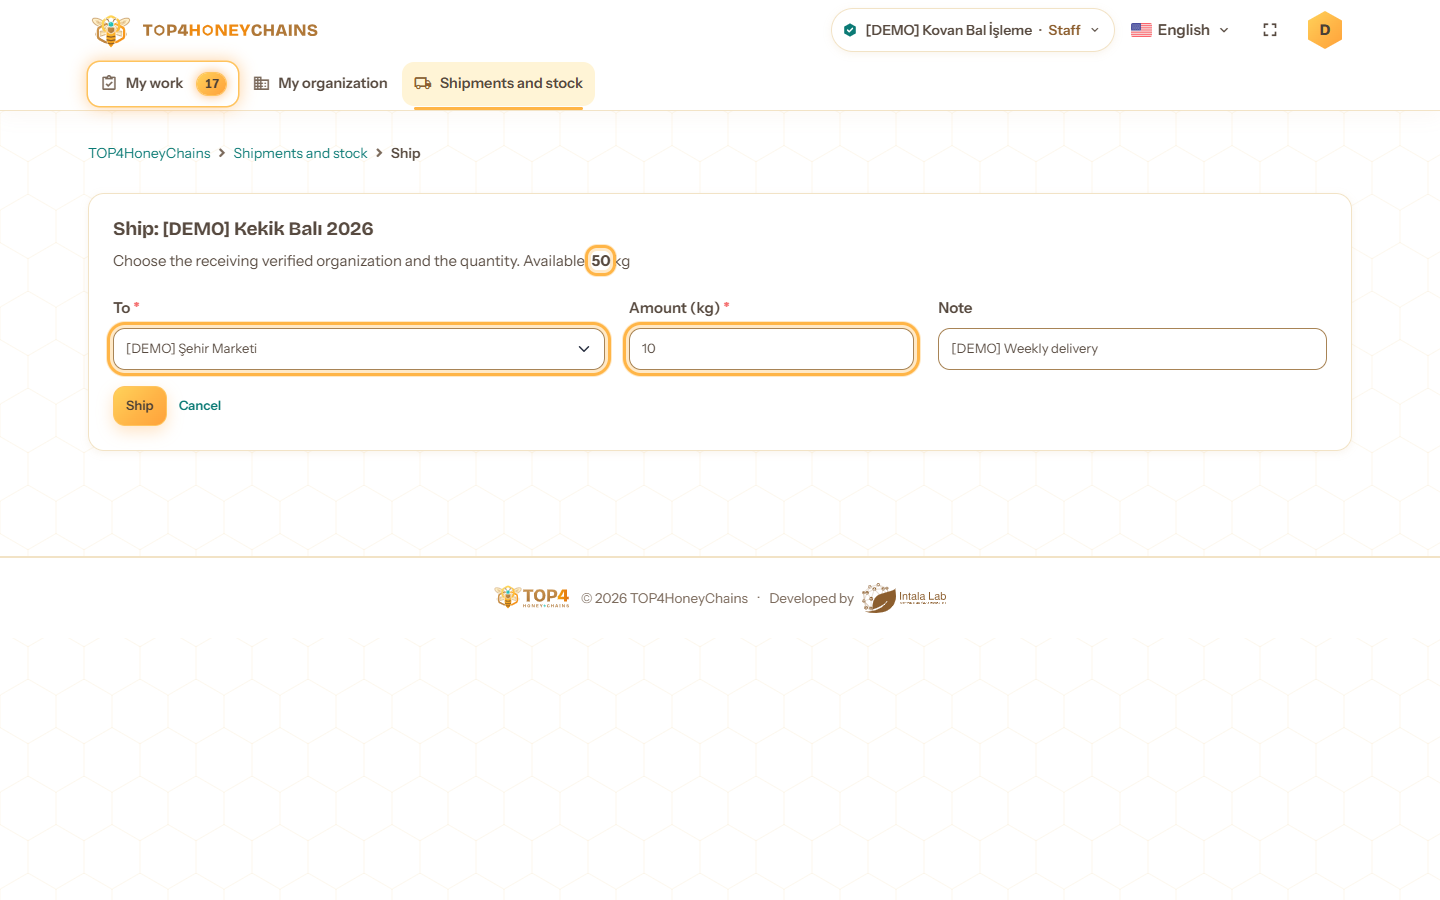 TOP4HONEYCHAINS
[DEMO] Kovan Bal İşleme · Staff
English
D
My work 17
My organization
Shipments and stock
TOP4HoneyChains > Shipments and stock > Ship
Ship: [DEMO] Kekik Balı 2026
Choose the receiving verified organization and the quantity. Available 50 kg
To *
Amount (kg) *
Note
[DEMO] Şehir Marketi
10
[DEMO] Weekly delivery
Ship
Cancel
TOP4 HONEYCHAINS
© 2026 TOP4HoneyChains · Developed by
Intala Lab